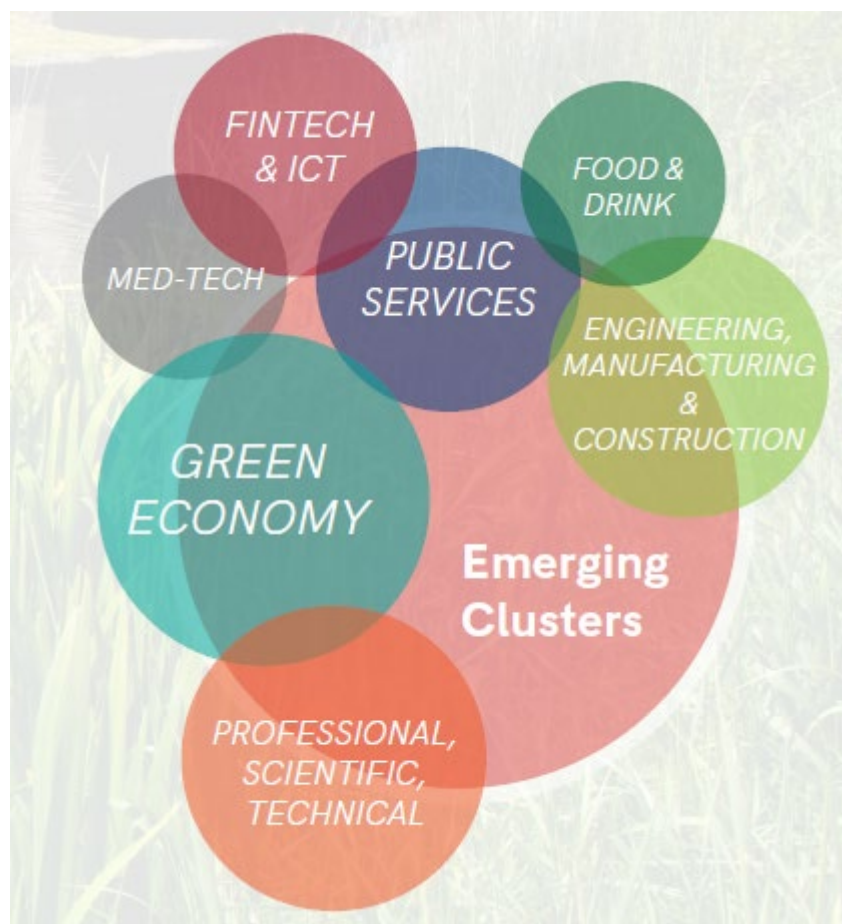 FINTECH
& ICT
FOOD &
DRINK
MED-TECH
PUBLIC
SERVICES
ENGINEERING,
MANUFACTURING
&
CONSTRUCTION
GREEN
ECONOMY
Emerging
Clusters
PROFESSIONAL,
SCIENTIFIC,
TECHNICAL